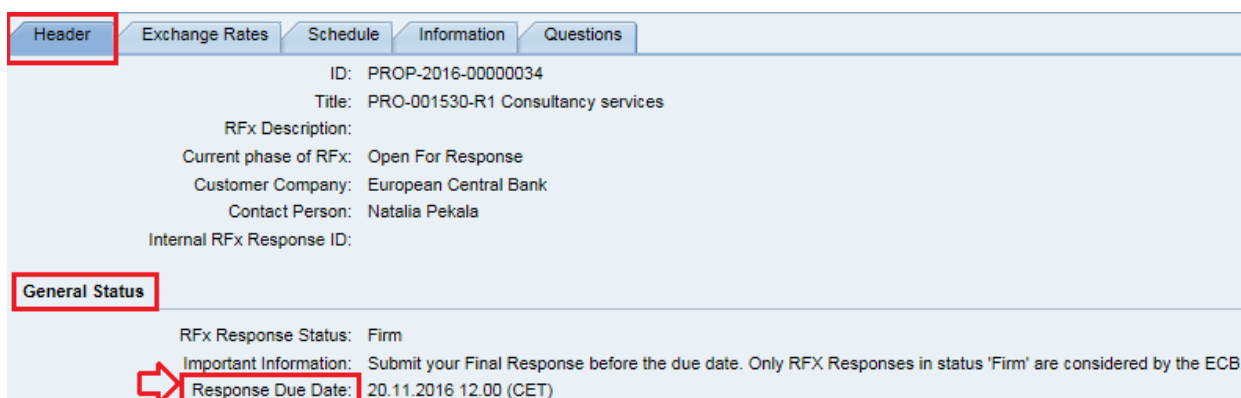 Header Exchange Rates Schedule Information Questions
ID: PROP-2016-00000034
Title: PRO-001530-R1 Consultancy services
RFx Description:
Current phase of RFx: Open For Response
Customer Company: European Central Bank
Contact Person: Natalia Pekala
Internal RFx Response ID:
General Status
RFx Response Status: Firm
Important Information: Submit your Final Response before the due date. Only RFX Responses in status 'Firm' are considered by the ECB
Response Due Date: 20.11.2016 12.00 (CET)